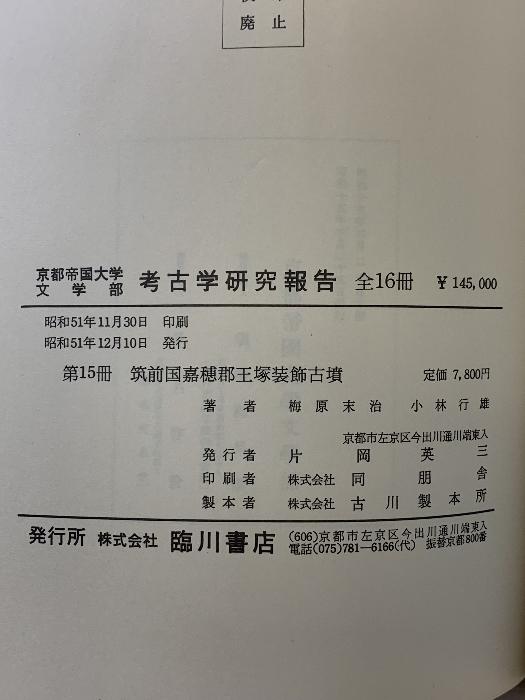 廃止
京都帝国大学
文学部 考古学研究報告 全16冊 ¥145,000
昭和51年11月30日 印刷
昭和51年12月10日 発行
第15冊 筑前国嘉穂郡王塚装飾古墳 定価 7,800円
著者 梅原末治 小林行雄
京都市左京区今出川通川端東入
発行者 片岡英三
印刷者 株式会社 同朋舎
製本者 株式会社 古川製本所
発行所 株式会社 臨川書店 (606)京都市左京区今出川通川端東入
電話(075)781-6166(代) 振替京都800番